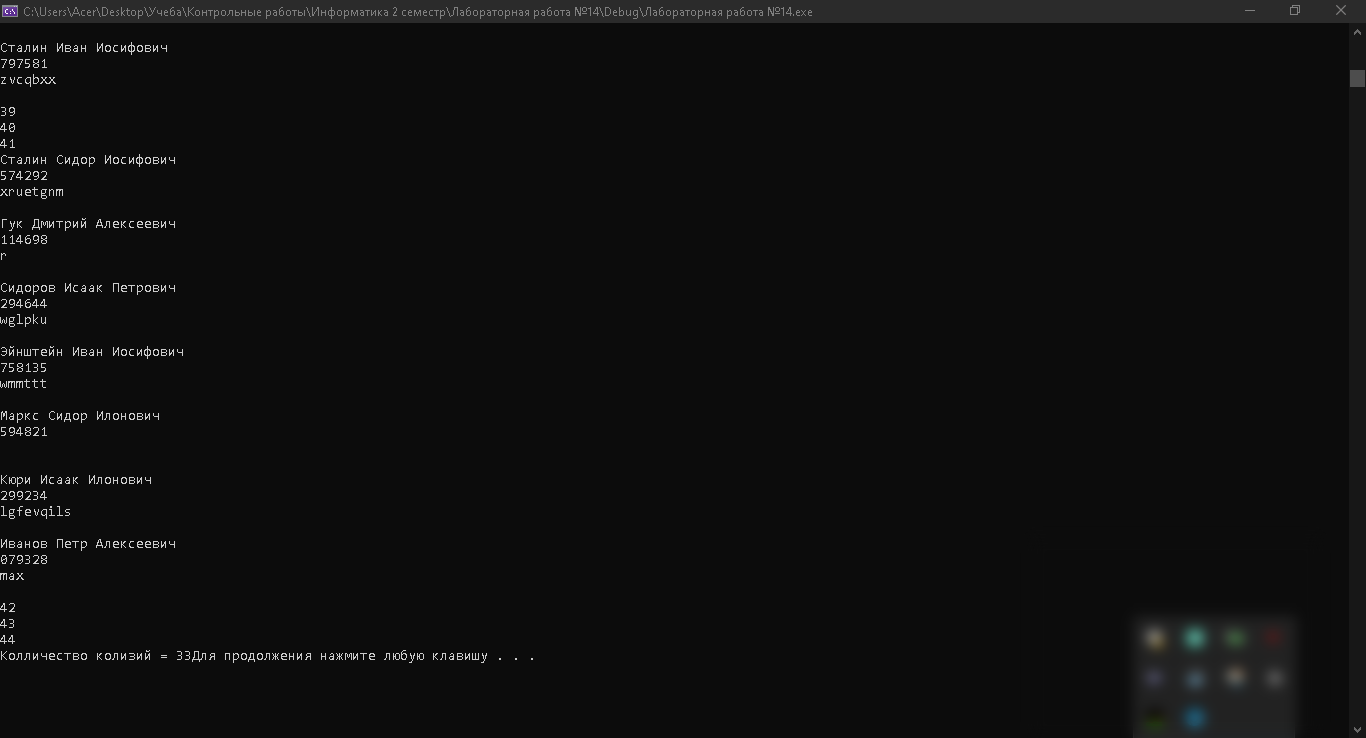 C:\Users\Acer\Desktop\Учеба\Контрольные работы\Информатика 2 семестр\Лабораторная работа №14\Debug\Лабораторная работа №14.exe
Сталин Иван Иосифович
797581
zvcqbxx
39
40
41
Сталин Сидор Иосифович
574292
xruetgnm
Гук Дмитрий Алексеевич
114698
r
Сидоров Исаак Петрович
294644
wglpku
Эйнштейн Иван Иосифович
758135
wmmttt
Маркс Сидор Илонович
594821
Кюри Исаак Илонович
299234
lgfevqils
Иванов Петр Алексеевич
079328
max
42
43
44
Колличество колизий = 33Для продолжения нажмите любую клавишу . . .